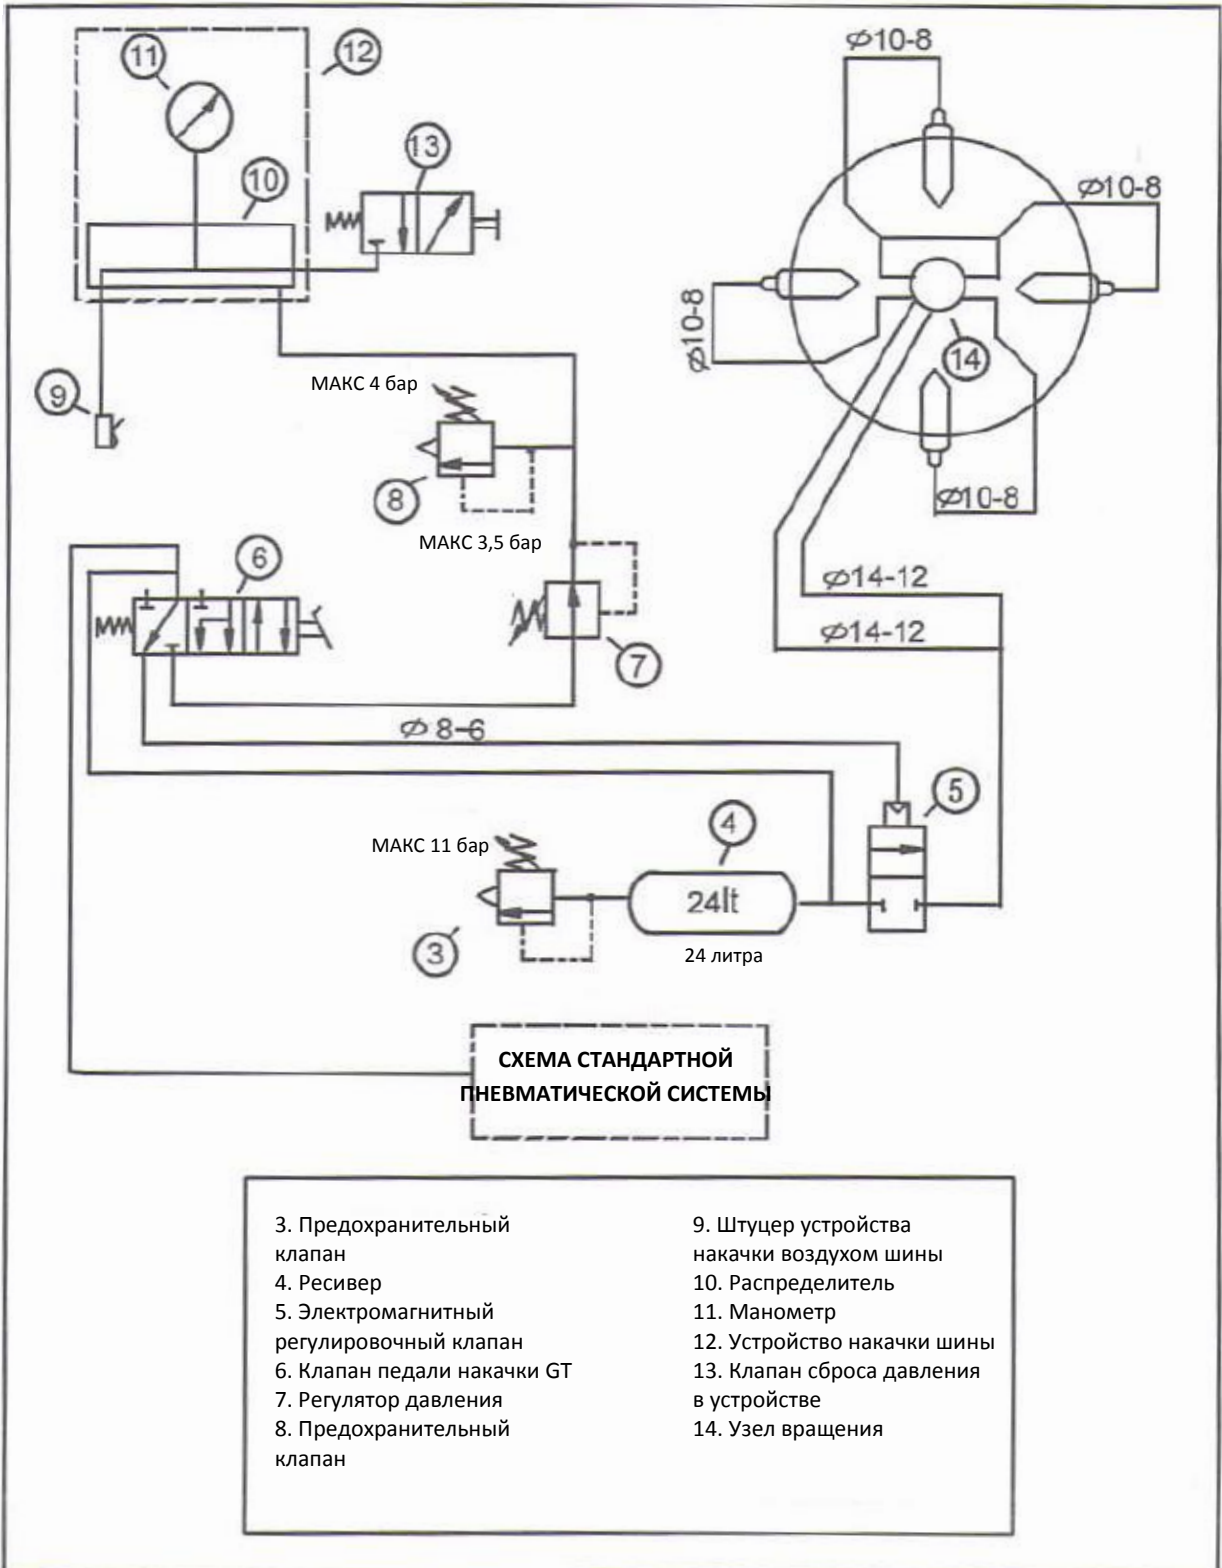 11
12
⌀10-8
13
10
⌀10-8
⌀10-8
14
МАКС 4 бар
9
8
⌀10-8
МАКС 3,5 бар
6
⌀14-12
⌀14-12
7
⌀ 8-6
5
4
МАКС 11 бар
24lt
3
24 литра
СХЕМА СТАНДАРТНОЙ
ПНЕВМАТИЧЕСКОЙ СИСТЕМЫ
3. Предохранительный
клапан
4. Ресивер
5. Электромагнитный
регулировочный клапан
6. Клапан педали накачки GT
7. Регулятор давления
8. Предохранительный
клапан
9. Штуцер устройства
накачки воздухом шины
10. Распределитель
11. Манометр
12. Устройство накачки шины
13. Клапан сброса давления
в устройстве
14. Узел вращения